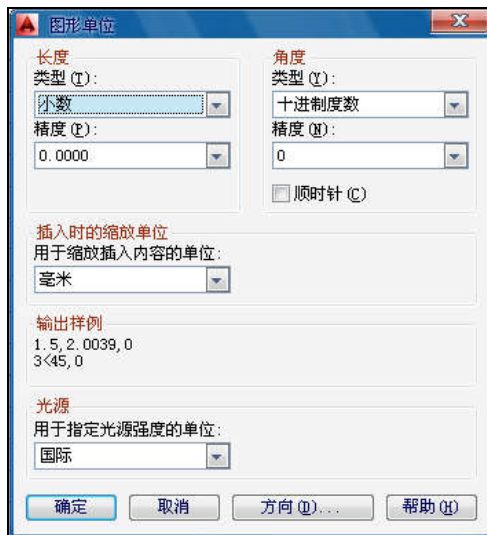 图形单位
长度
类型(T):
小数
精度(P):
0.0000
角度
类型(Y):
十进制度数
精度(N):
0
顺时针(C)
插入时的缩放单位
用于缩放插入内容的单位:
毫米
输出样例
1.5,2.0039,0
3<45,0
光源
用于指定光源强度的单位:
国际
确定 取消 方向(D)... 帮助(H)